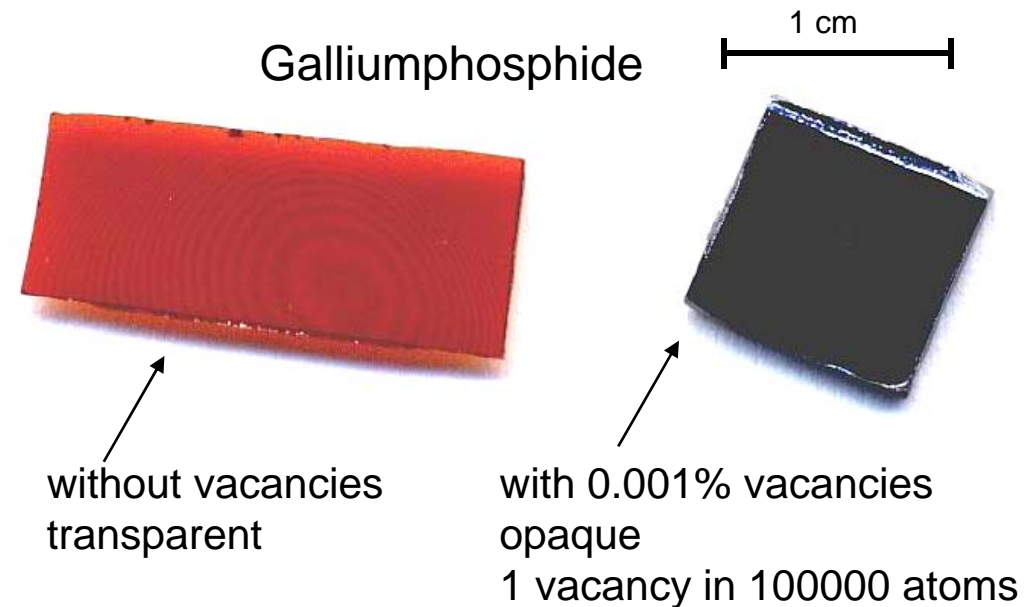 1 cm
Galliumphosphide
without vacancies
transparent
with 0.001% vacancies
opaque
1 vacancy in 100000 atoms